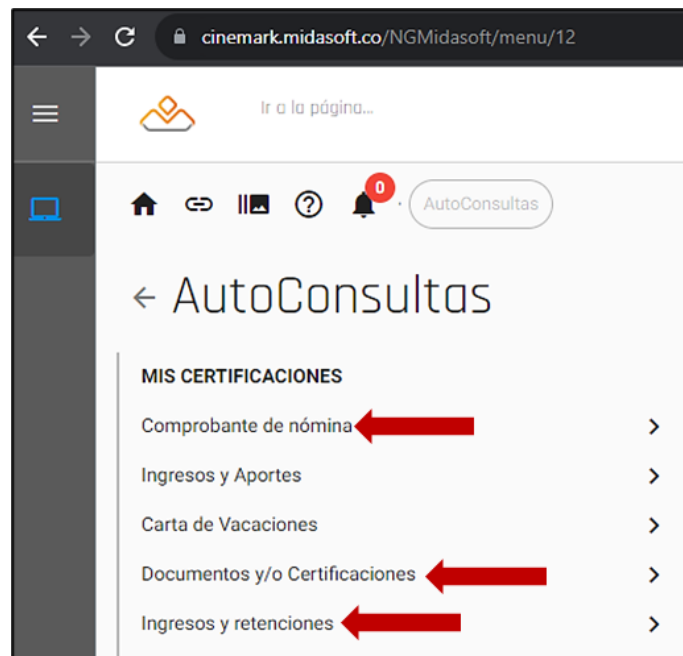 cinemark.midasoft.co/NGMidasoft/menu/12
Ir a la página...
0
AutoConsultas
AutoConsultas
MIS CERTIFICACIONES
Comprobante de nómina
Ingresos y Aportes
Carta de Vacaciones
Documentos y/o Certificaciones
Ingresos y retenciones